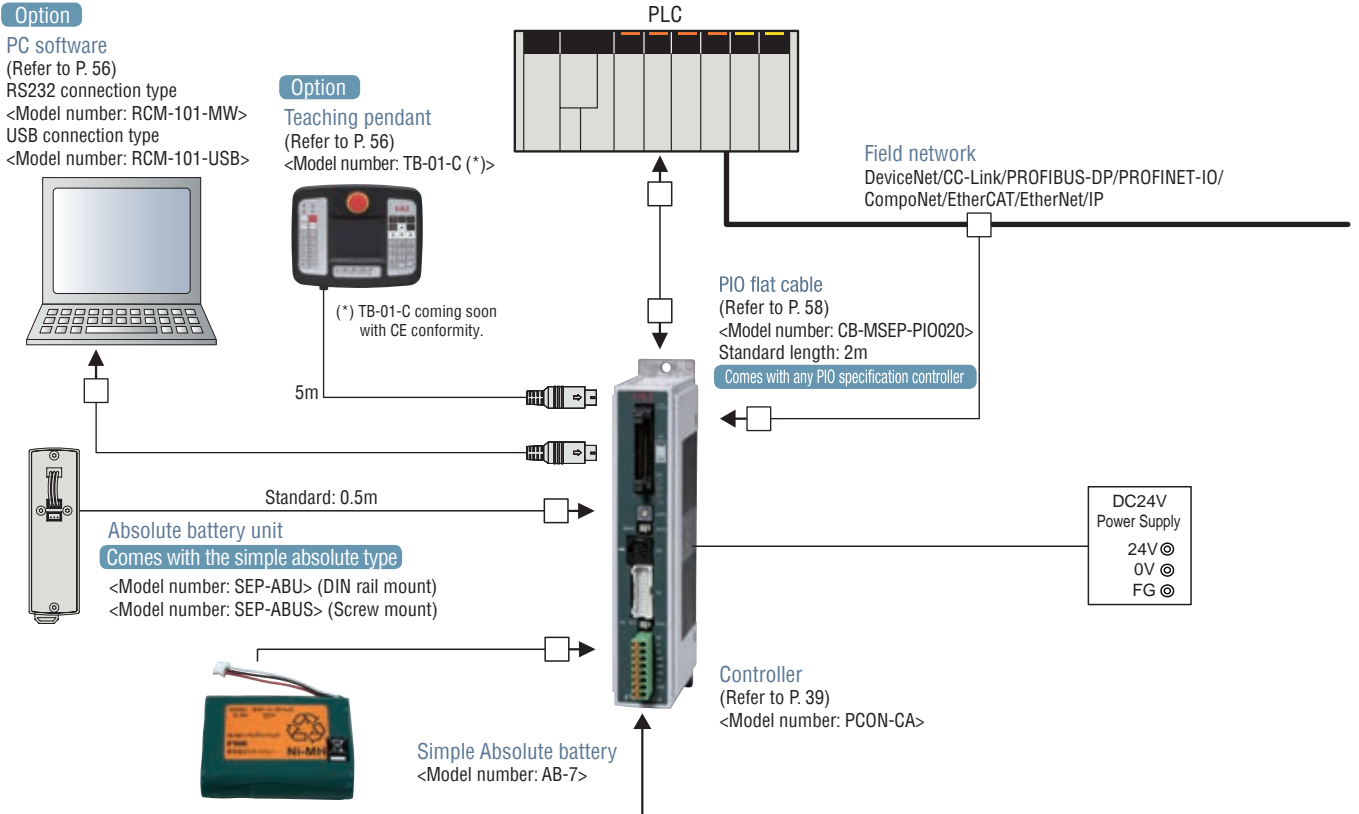 Option
PC software
(Refer to P. 56)
RS232 connection type
<Model number: RCM-101-MW>
USB connection type
<Model number: RCM-101-USB>
Option
Teaching pendant
(Refer to P. 56)
<Model number: TB-01-C (*)>
(*) TB-01-C coming soon
with CE conformity.
PLC
Field network
DeviceNet/CC-Link/PROFIBUS-DP/PROFINET-IO/
CompoNet/EtherCAT/EtherNet/IP
PIO flat cable
(Refer to P. 58)
<Model number: CB-MSEP-PIO020>
Standard length: 2m
Comes with any PIO specification controller
5m
Standard: 0.5m
Absolute battery unit
Comes with the simple absolute type
<Model number: SEP-ABU> (DIN rail mount)
<Model number: SEP-ABUS> (Screw mount)
DC24V
Power Supply
24V
0V
FG
Controller
(Refer to P. 39)
<Model number: PCON-CA>
Simple Absolute battery
<Model number: AB-7>
Ni-MH